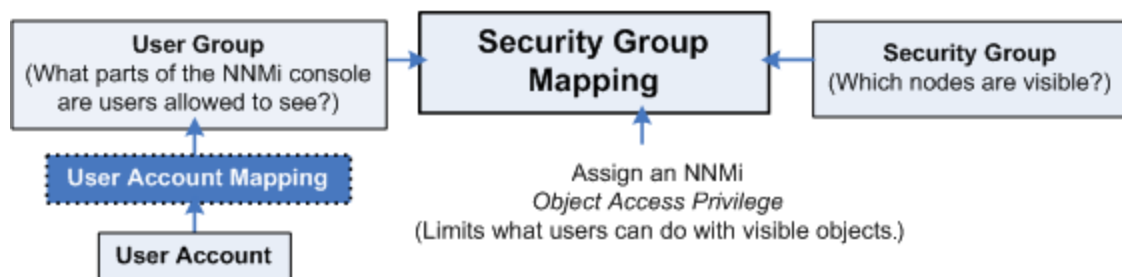 User Group
(What parts of the NNMi console
are users allowed to see?)
Security Group
Mapping
Security Group
(Which nodes are visible?)
User Account Mapping
User Account
Assign an NNMi
Object Access Privilege
(Limits what users can do with visible objects.)